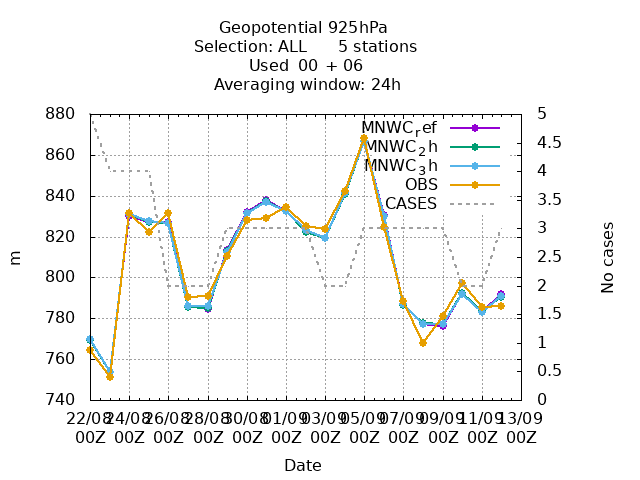 Geopotential 925hPa
Selection: ALL 5 stations
Used 00 + 06
Averaging window: 24h
880
860
840
820
800
780
760
740
m
5
4.5
4
3.5
3
2.5
2
1.5
1
0.5
0
No cases
MNWCref
MNWC2h
MNWC3h
OBS
CASES
22/08 24/08 26/08 28/08 30/08 01/09 03/09 05/09 07/09 09/09 11/09 13/09
00Z 00Z 00Z 00Z 00Z 00Z 00Z 00Z 00Z 00Z 00Z 00Z
Date